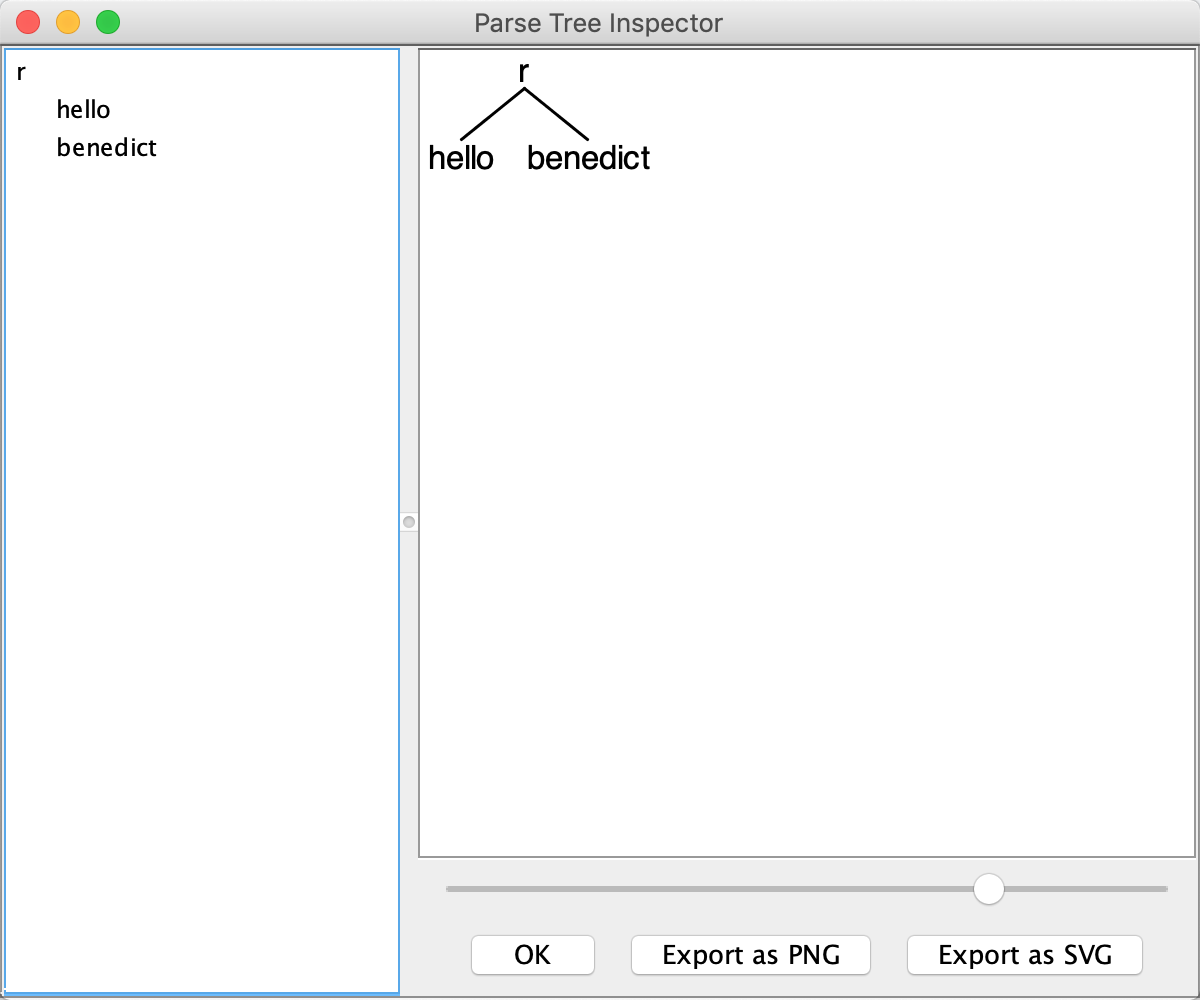 Parse Tree Inspector
r
hello
benedict
r
hello benedict
OK Export as PNG Export as SVG